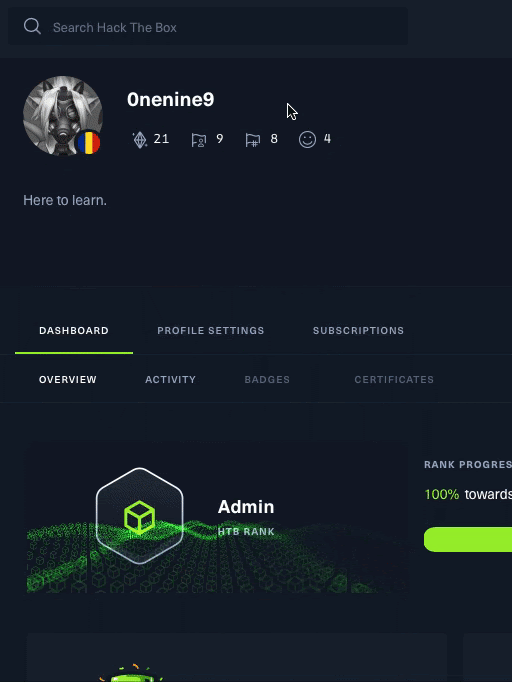 Search Hack The Box
0nenine9
21 9 8 4
Here to learn.
DASHBOARD PROFILE SETTINGS SUBSCRIPTIONS
OVERVIEW ACTIVITY BADGES CERTIFICATES
RANK PROGRES
100% towards
Admin
HTB RANK